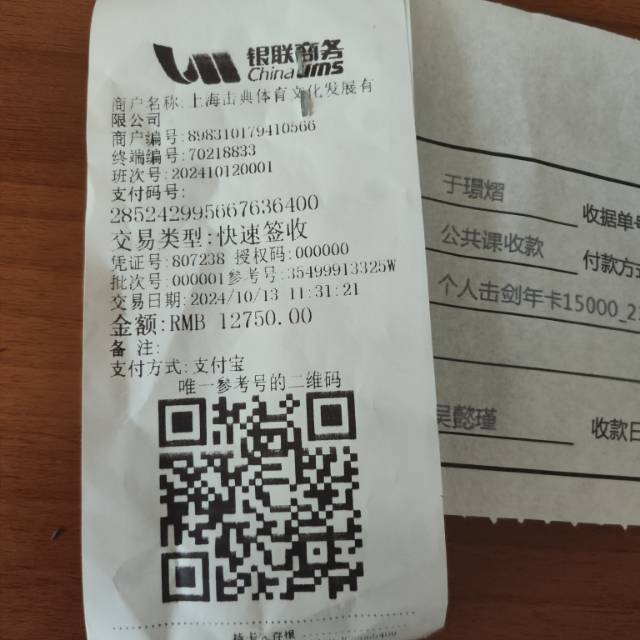 银联商务
China ums
商户名称:上海击典体育文化发展有
限公司
商户编号:898310179410566
终端编号:70218833
班次号:202410120001
支付码号:
285242995667636400
交易类型:快速签收
凭证号:807238 授权码:000000
批次号:000001参考号:35499913325W
交易日期:2024/10/13 11:31:21
金额:RMB 12750.00
备注:
支付方式:支付宝
唯一参考号的二维码
于璟熠
收据单号
公共课收款
付款方式
个人击剑年卡15000_2
吴懿瑾
收款日